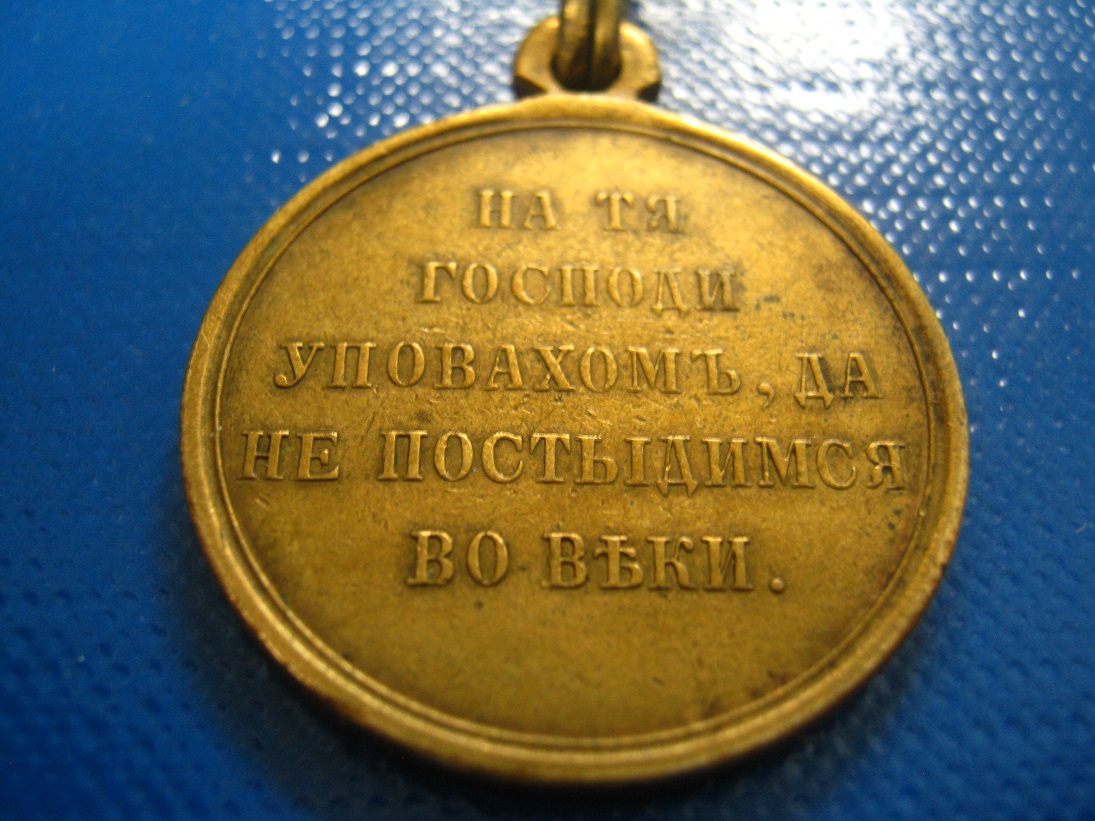 НА ТЯ
ГОСПОДИ
УПОВАХОМЪ, ДА
НЕ ПОСТЫДИМСЯ
ВО ВѢКИ.